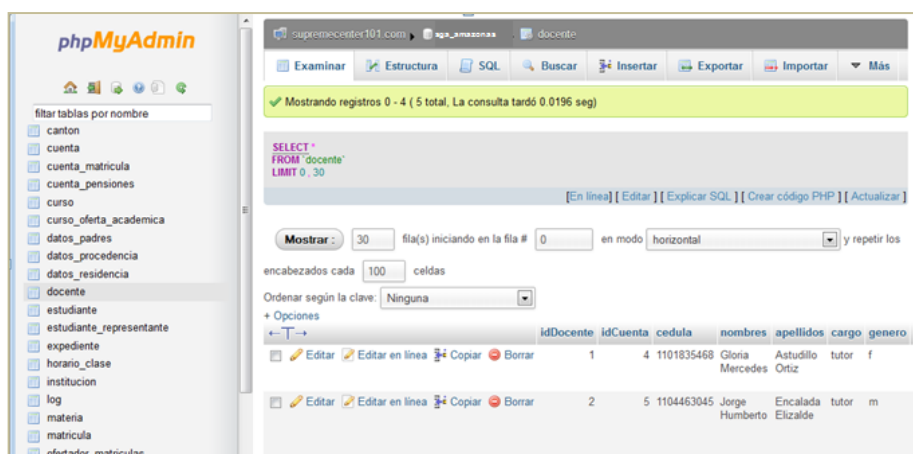 phpMyAdmin
filtar tablas por nombre
canton
cuenta
cuenta_matricula
cuenta_pensiones
curso
curso_oferta_academica
datos_padres
datos_procedencia
datos_residencia
docente
estudiante
estudiante_representante
expediente
horario_clase
institucion
log
materia
matricula
ofertador_matriculas
supremecenter101.com ▸ sga_amazonas docente
Examinar Estructura SQL Buscar Insertar Exportar Importar Más
Mostrando registros 0 - 4 ( 5 total, La consulta tardó 0.0196 seg)
SELECT *
FROM `docente`
LIMIT 0 , 30
[En línea] [ Editar ] [ Explicar SQL ] [ Crear código PHP ] [ Actualizar ]
Mostrar : 30 fila(s) iniciando en la fila # 0 en modo horizontal y repetir los
encabezados cada 100 celdas
Ordenar según la clave: Ninguna
+ Opciones
←T→ idDocente idCuenta cedula nombres apellidos cargo genero
Editar Editar en línea Copiar Borrar 1 4 1101835468 Gloria Astudillo tutor f
Mercedes Ortiz
Editar Editar en línea Copiar Borrar 2 5 1104463045 Jorge Encalada tutor m
Humberto Elizalde